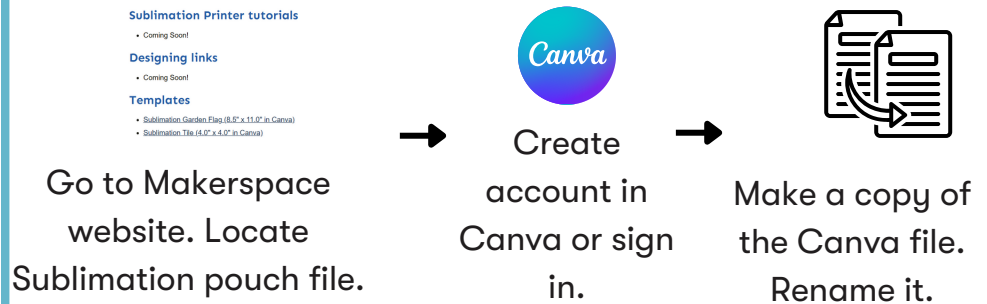 Sublimation Printer tutorials
• Coming Soon!
Designing links
• Coming Soon!
Templates
• Sublimation Garden Flag (8.5" x 11.0" in Canva)
• Sublimation Tile (4.0" x 4.0" in Canva)
Go to Makerspace
website. Locate
Sublimation pouch file.
Canva
Create
account in
Canva or sign
in.
Make a copy of
the Canva file.
Rename it.